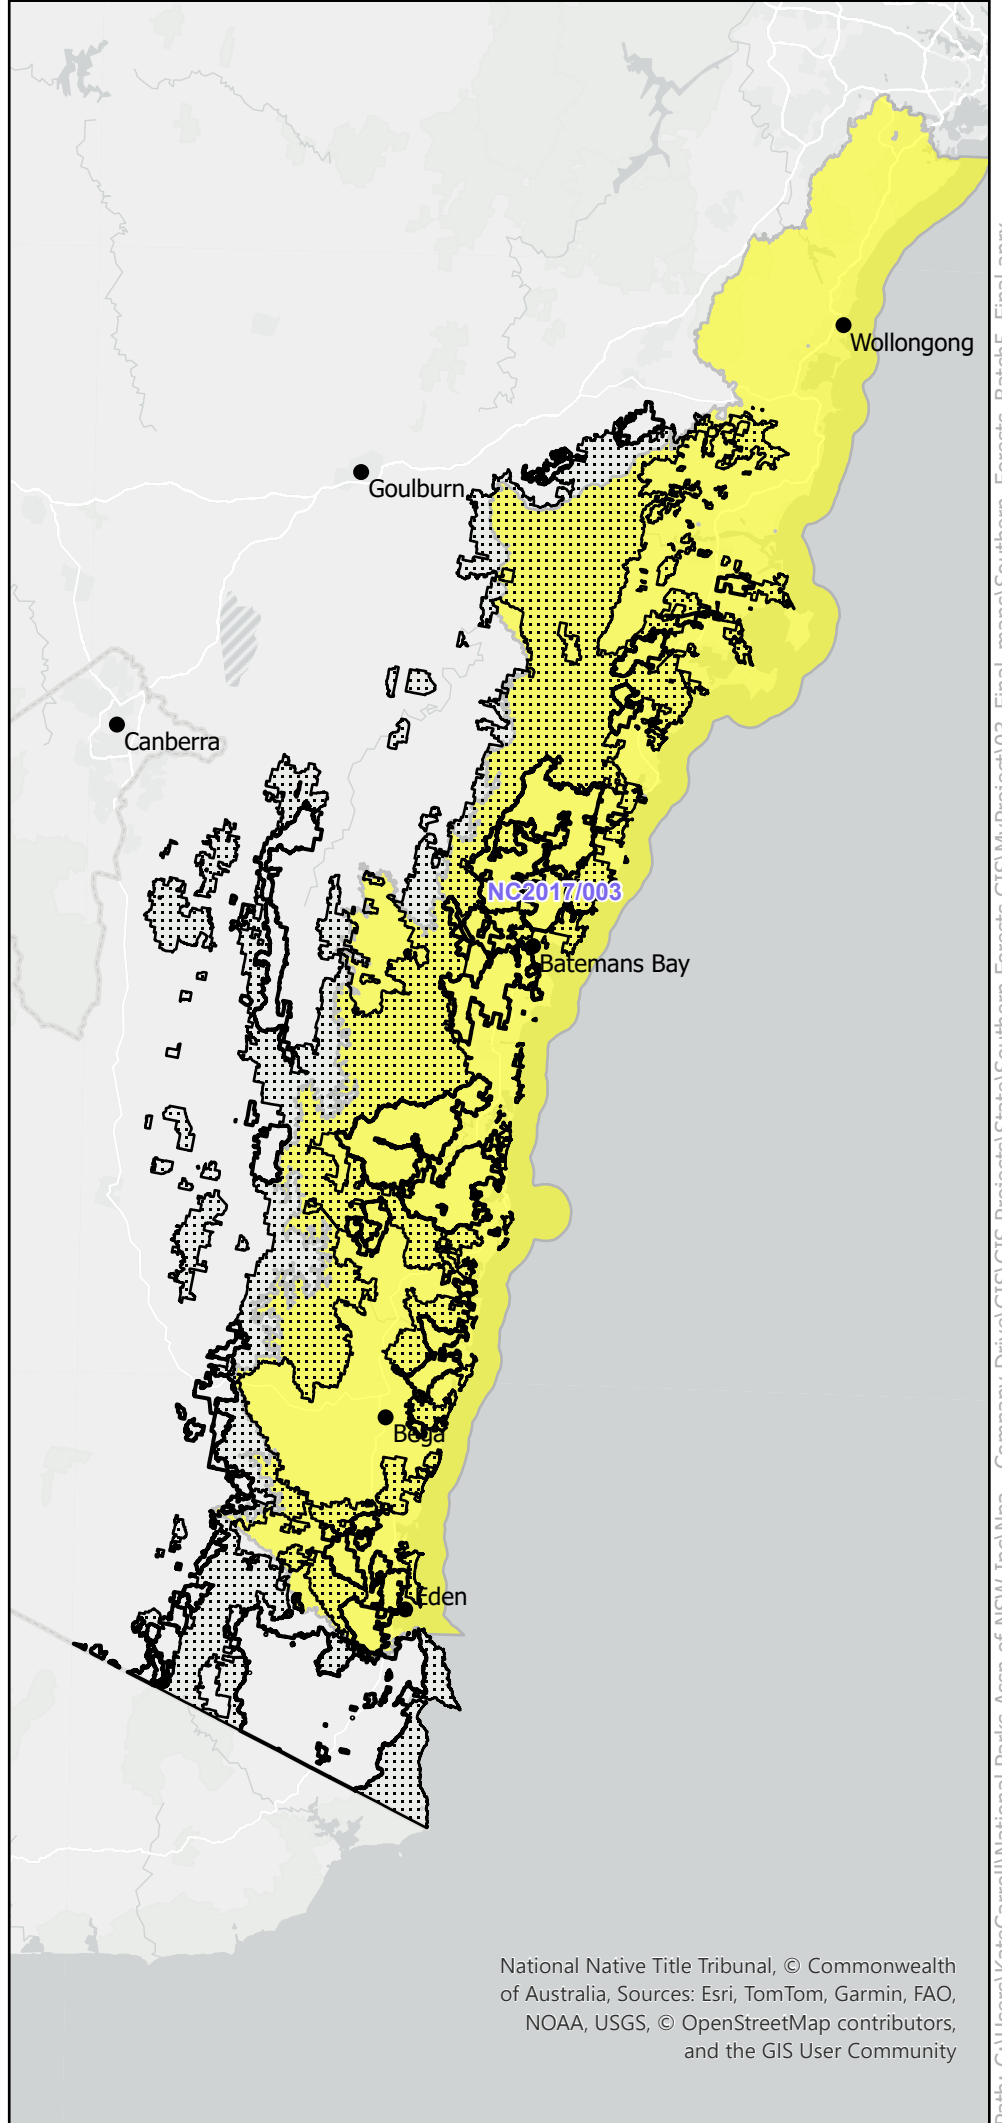 Wollongong
Goulburn
Canberra
NC2017/003
Batemans Bay
Bega
Eden
National Native Title Tribunal, © Commonwealth
of Australia, Sources: Esri, TomTom, Garmin, FAO,
NOAA, USGS, © OpenStreetMap contributors,
and the GIS User Community